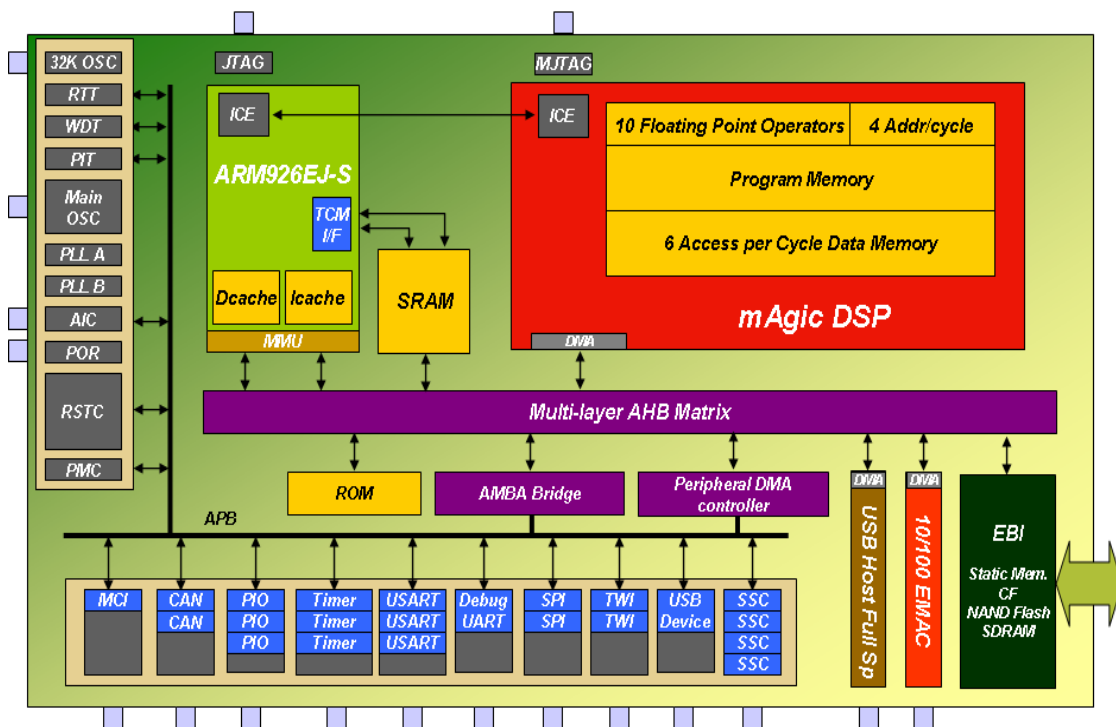 32K OSC
RTT
WDT
PIT
Main
OSC
PLL A
PLL B
AIC
POR
RSTC
PMC
JTAG
ICE
ARM926EJ-S
TCM
I/F
Dcache
Icache
MMU
SRAM
MJTAG
ICE
10 Floating Point Operators
4 Addr/cycle
Program Memory
6 Access per Cycle Data Memory
mAgic DSP
DMA
Multi-layer AHB Matrix
ROM
AMBA Bridge
Peripheral DMA
controller
APB
DMA
USB Host Full Sp
DMA
10/100 EMAC
EBI
Static Mem.
CF
NAND Flash
SDRAM
MCI
CAN
CAN
PIO
PIO
PIO
Timer
Timer
Timer
USART
USART
USART
Debug
UART
SPI
SPI
TWI
TWI
USB
Device
SSC
SSC
SSC
SSC